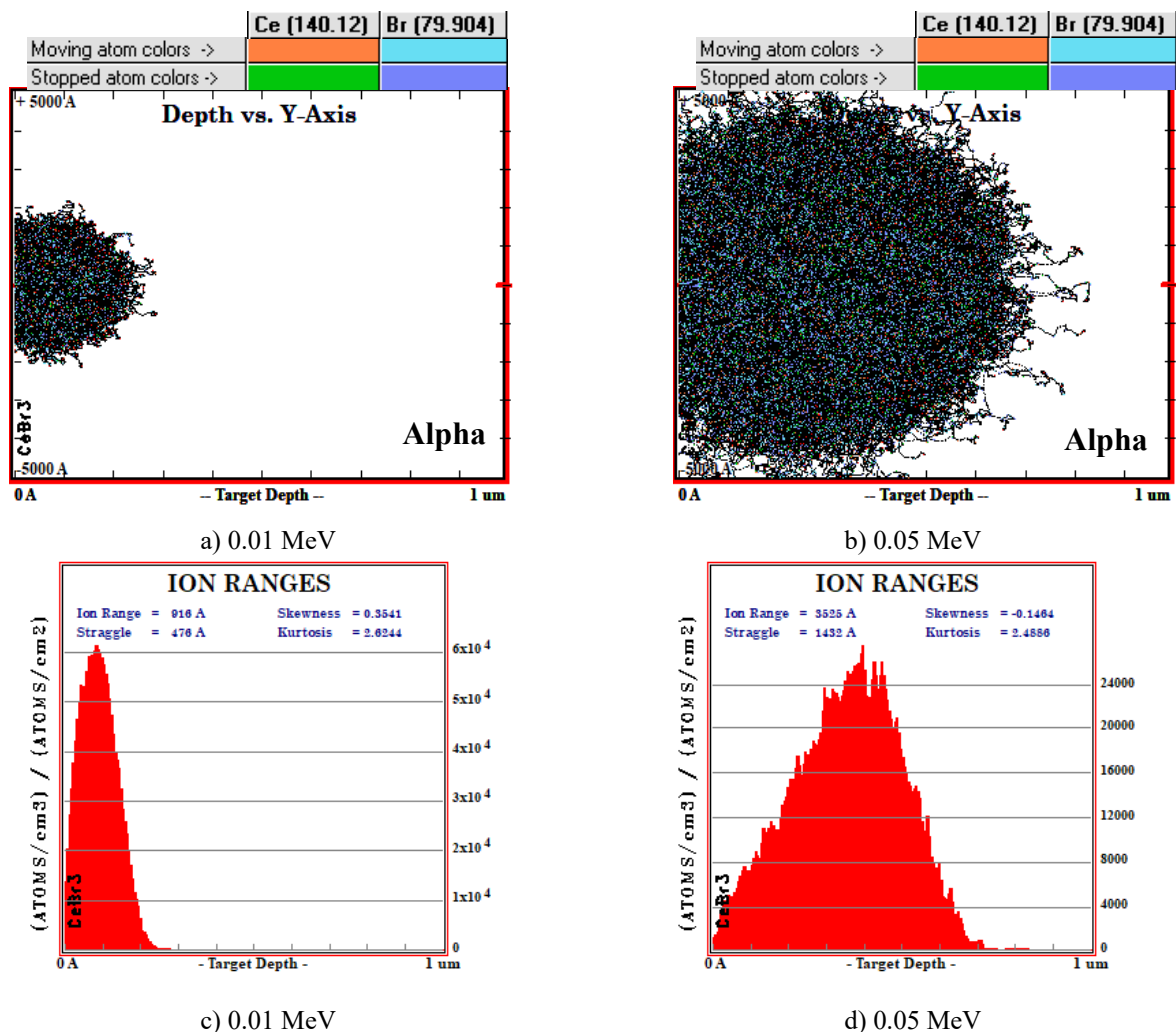 Ce (140.12) Br (79.904)
Moving atom colors ->
Stopped atom colors ->
+ 5000 A
Depth vs. Y-Axis
CeBr3
Alpha
-5000 A
0 A -- Target Depth -- 1 um
a) 0.01 MeV
Ce (140.12) Br (79.904)
Moving atom colors ->
Stopped atom colors ->
+ 5000
Y-Axis
Alpha
-5000 A
0 A -- Target Depth -- 1 um
b) 0.05 MeV
ION RANGES
Ion Range = 916 A Skewness = 0.3541
Straggle = 476 A Kurtosis = 2.6244
(ATOMS/cm3) / (ATOMS/cm2)
6x10 4
5x10 4
4x10 4
3x10 4
2x10 4
1x10 4
0
CeBr3
0 A - Target Depth - 1 um
c) 0.01 MeV
ION RANGES
Ion Range = 3525 A Skewness = -0.1464
Straggle = 1432 A Kurtosis = 2.4886
(ATOMS/cm3) / (ATOMS/cm2)
24000
20000
16000
12000
8000
4000
0
CeBr3
0 A - Target Depth - 1 um
d) 0.05 MeV